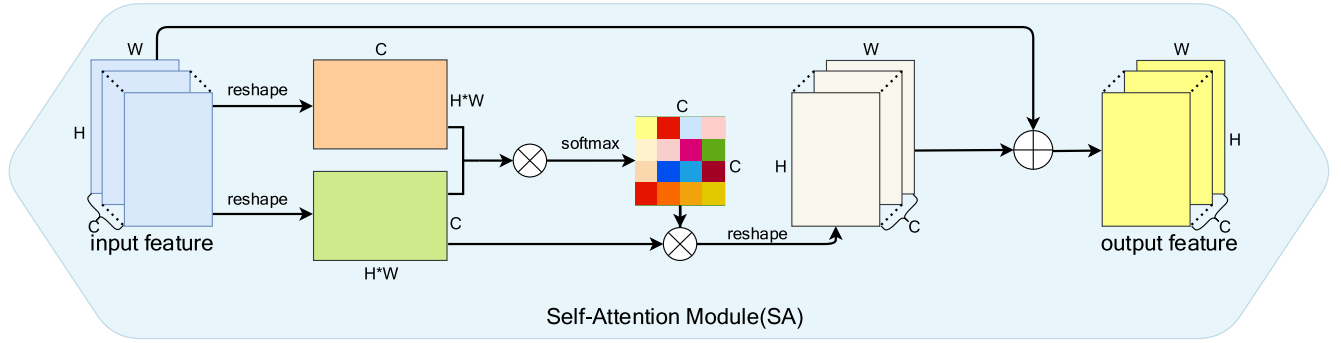 W
C
W
W
reshape
H*W
C
softmax
H
H
H
C
reshape
C
C
reshape
C
C
input feature
output feature
H*W
Self-Attention Module(SA)